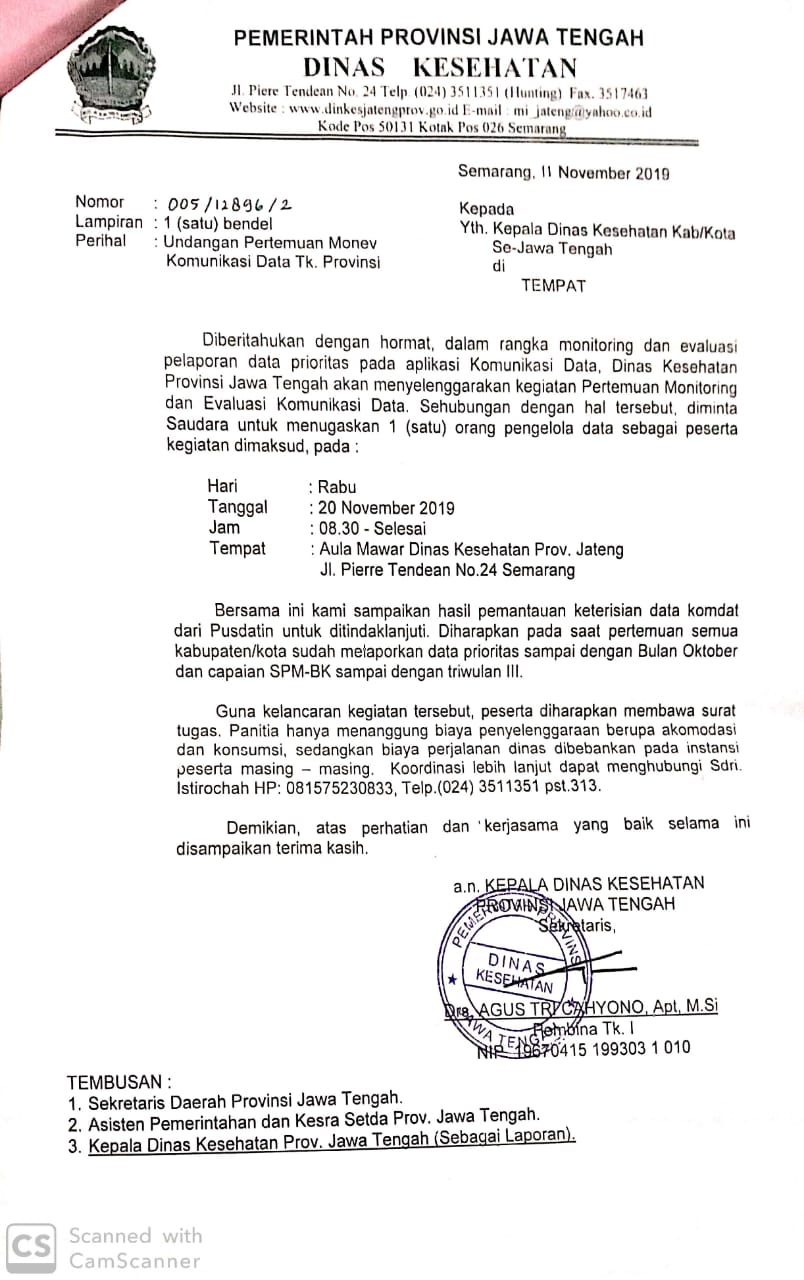 PEMERINTAH PROVINSI JAWA TENGAH
DINAS KESEHATAN
Jl. Piere Tendean No. 24 Telp. (024) 3511351 (Hunting) Fax. 3517463
Website : www.dinkesjatengprov.go.id E-mail : mi_jateng@yahoo.co.id
Kode Pos 50131 Kotak Pos 026 Semarang
Semarang, 11 November 2019
Nomor : 005/12896/2
Lampiran : 1 (satu) bendel
Perihal : Undangan Pertemuan Monev
Komunikasi Data Tk. Provinsi
Kepada
Yth. Kepala Dinas Kesehatan Kab/Kota
Se-Jawa Tengah
di
TEMPAT
Diberitahukan dengan hormat, dalam rangka monitoring dan evaluasi
pelaporan data prioritas pada aplikasi Komunikasi Data, Dinas Kesehatan
Provinsi Jawa Tengah akan menyelenggarakan kegiatan Pertemuan Monitoring
dan Evaluasi Komunikasi Data. Sehubungan dengan hal tersebut, diminta
Saudara untuk menugaskan 1 (satu) orang pengelola data sebagai peserta
kegiatan dimaksud, pada :
Hari : Rabu
Tanggal : 20 November 2019
Jam : 08.30 - Selesai
Tempat : Aula Mawar Dinas Kesehatan Prov. Jateng
Jl. Pierre Tendean No.24 Semarang
Bersama ini kami sampaikan hasil pemantauan keterisian data komdat
dari Pusdatin untuk ditindaklanjuti. Diharapkan pada saat pertemuan semua
kabupaten/kota sudah melaporkan data prioritas sampai dengan Bulan Oktober
dan capaian SPM-BK sampai dengan triwulan III.
Guna kelancaran kegiatan tersebut, peserta diharapkan membawa surat
tugas. Panitia hanya menanggung biaya penyelenggaraan berupa akomodasi
dan konsumsi, sedangkan biaya perjalanan dinas dibebankan pada instansi
peserta masing – masing. Koordinasi lebih lanjut dapat menghubungi Sdri.
Istirochah HP: 081575230833, Telp.(024) 3511351 pst.313.
Demikian, atas perhatian dan kerjasama yang baik selama ini
disampaikan terima kasih.
a.n. KEPALA DINAS KESEHATAN
PROVINSI JAWA TENGAH
Sekretaris,
PEMERINTAH PROVINSI
DINAS
KESEHATAN
JAWA TENGAH
AGUS TRI CAHYONO, Apt, M.Si
Pembina Tk. I
NIP. 19670415 199303 1 010
TEMBUSAN :
1. Sekretaris Daerah Provinsi Jawa Tengah.
2. Asisten Pemerintahan dan Kesra Setda Prov. Jawa Tengah.
3. Kepala Dinas Kesehatan Prov. Jawa Tengah (Sebagai Laporan).
CS
Scanned with
CamScanner